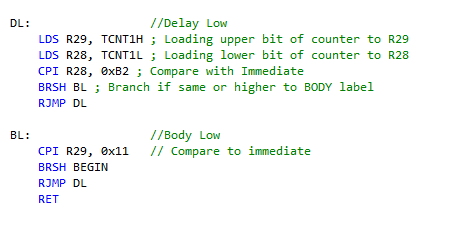 DL: //Delay Low
LDS R29, TCNT1H ; Loading upper bit of counter to R29
LDS R28, TCNT1L ; Loading lower bit of counter to R28
CPI R28, 0xB2 ; Compare with Immediate
BRSH BL ; Branch if same or higher to BODY label
RJMP DL
BL: //Body Low
CPI R29, 0x11 // Compare to immediate
BRSH BEGIN
RJMP DL
RET